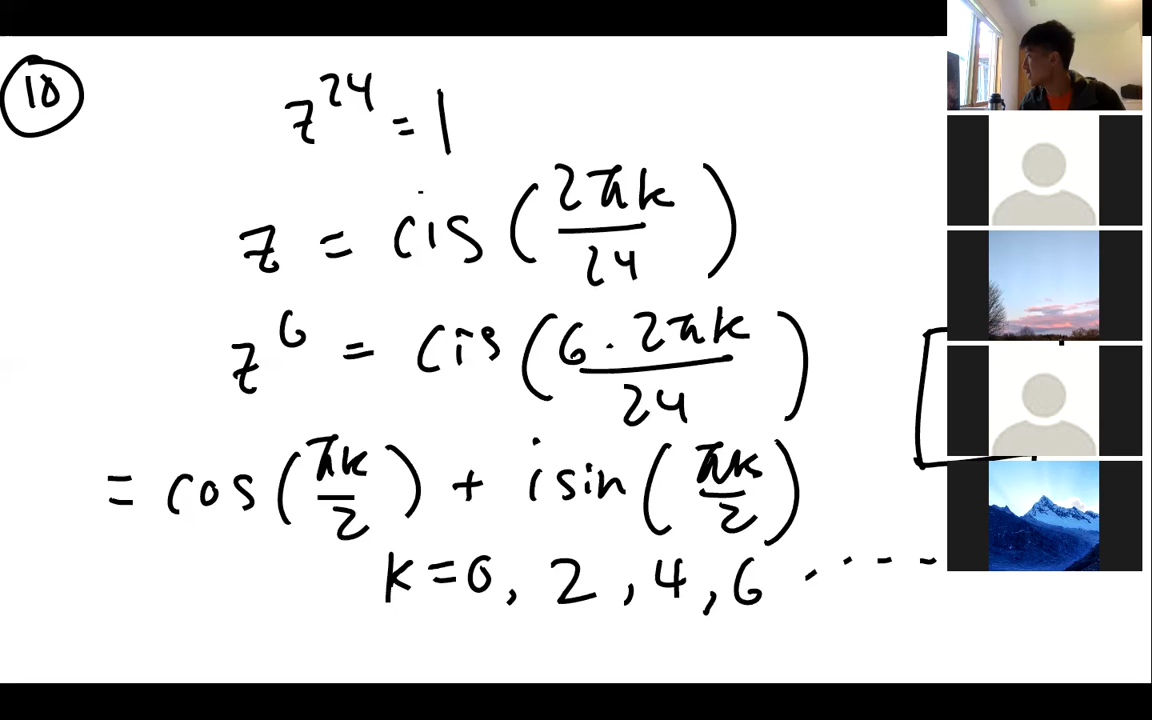 10
z^24 = 1
z = cis(2πk/24)
z^6 = cis(6·2πk/24)
= cos(πk/2) + isin(πk/2)
k=0, 2, 4, 6 .----